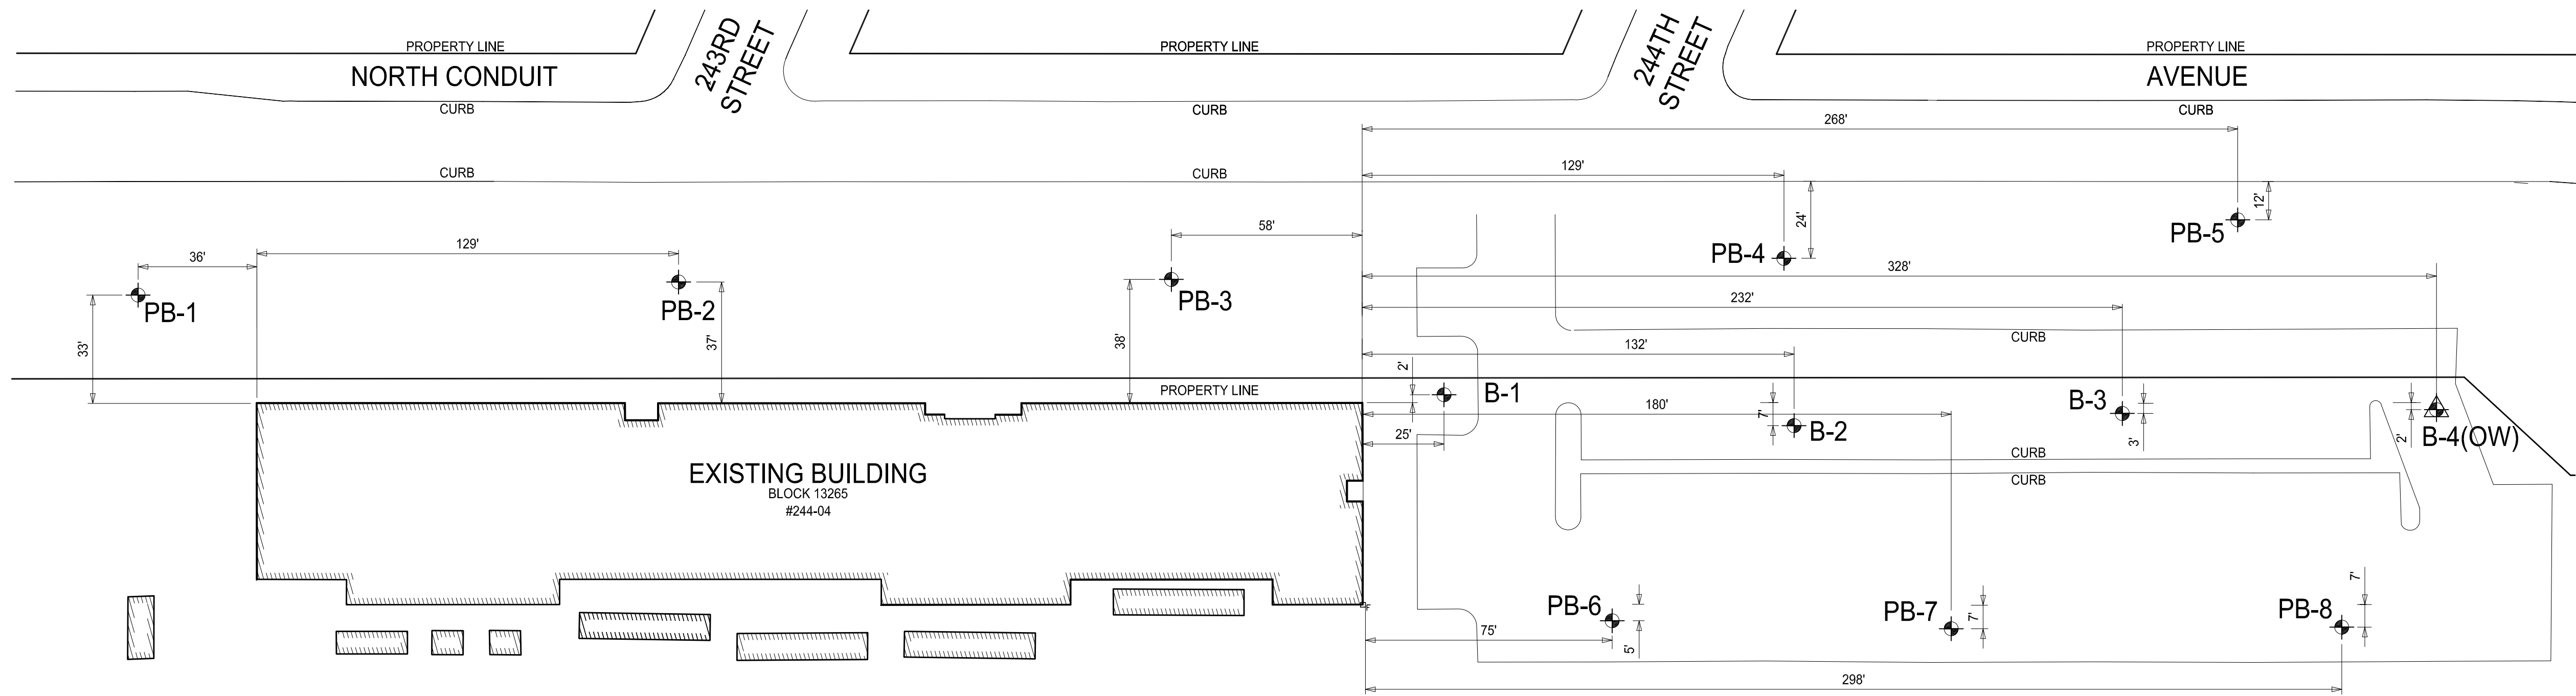 PROPERTY LINE
PROPERTY LINE
PROPERTY LINE
NORTH CONDUIT
243RD
STREET
244TH
STREET
AVENUE
CURB
CURB
CURB
268'
129'
CURB
CURB
24'
12'
58'
129'
36'
PB-1
PB-2
PB-3
PB-4
PB-5
328'
232'
33'
37'
38'
CURB
132'
2'
PROPERTY LINE
B-1
180'
7'
B-2
B-3
3'
2'
B-4(OW)
25'
CURB
CURB
EXISTING BUILDING
BLOCK 13265
#244-04
PB-6
75'
5'
PB-7
7'
PB-8
7'
298'